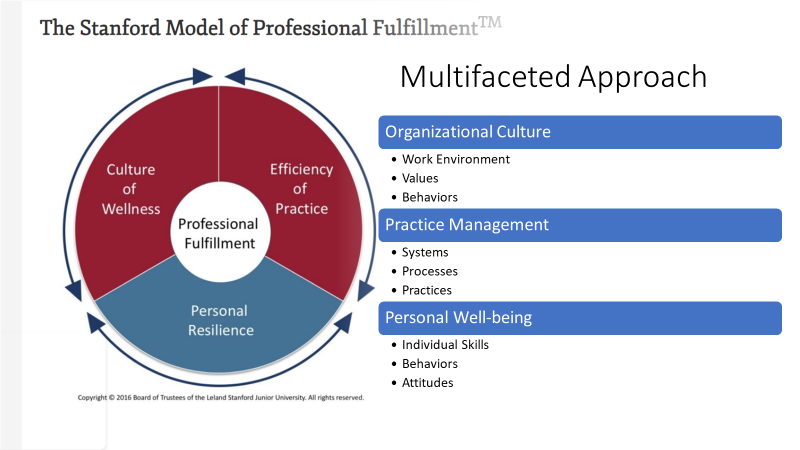 The Stanford Model of Professional Fulfillment™
Culture
of
Wellness
Efficiency
of
Practice
Professional
Fulfillment
Personal
Resilience
Copyright © 2016 Board of Trustees of the Leland Stanford Junior University. All rights reserved.
Multifaceted Approach
Organizational Culture
• Work Environment
• Values
• Behaviors
Practice Management
• Systems
• Processes
• Practices
Personal Well-being
• Individual Skills
• Behaviors
• Attitudes